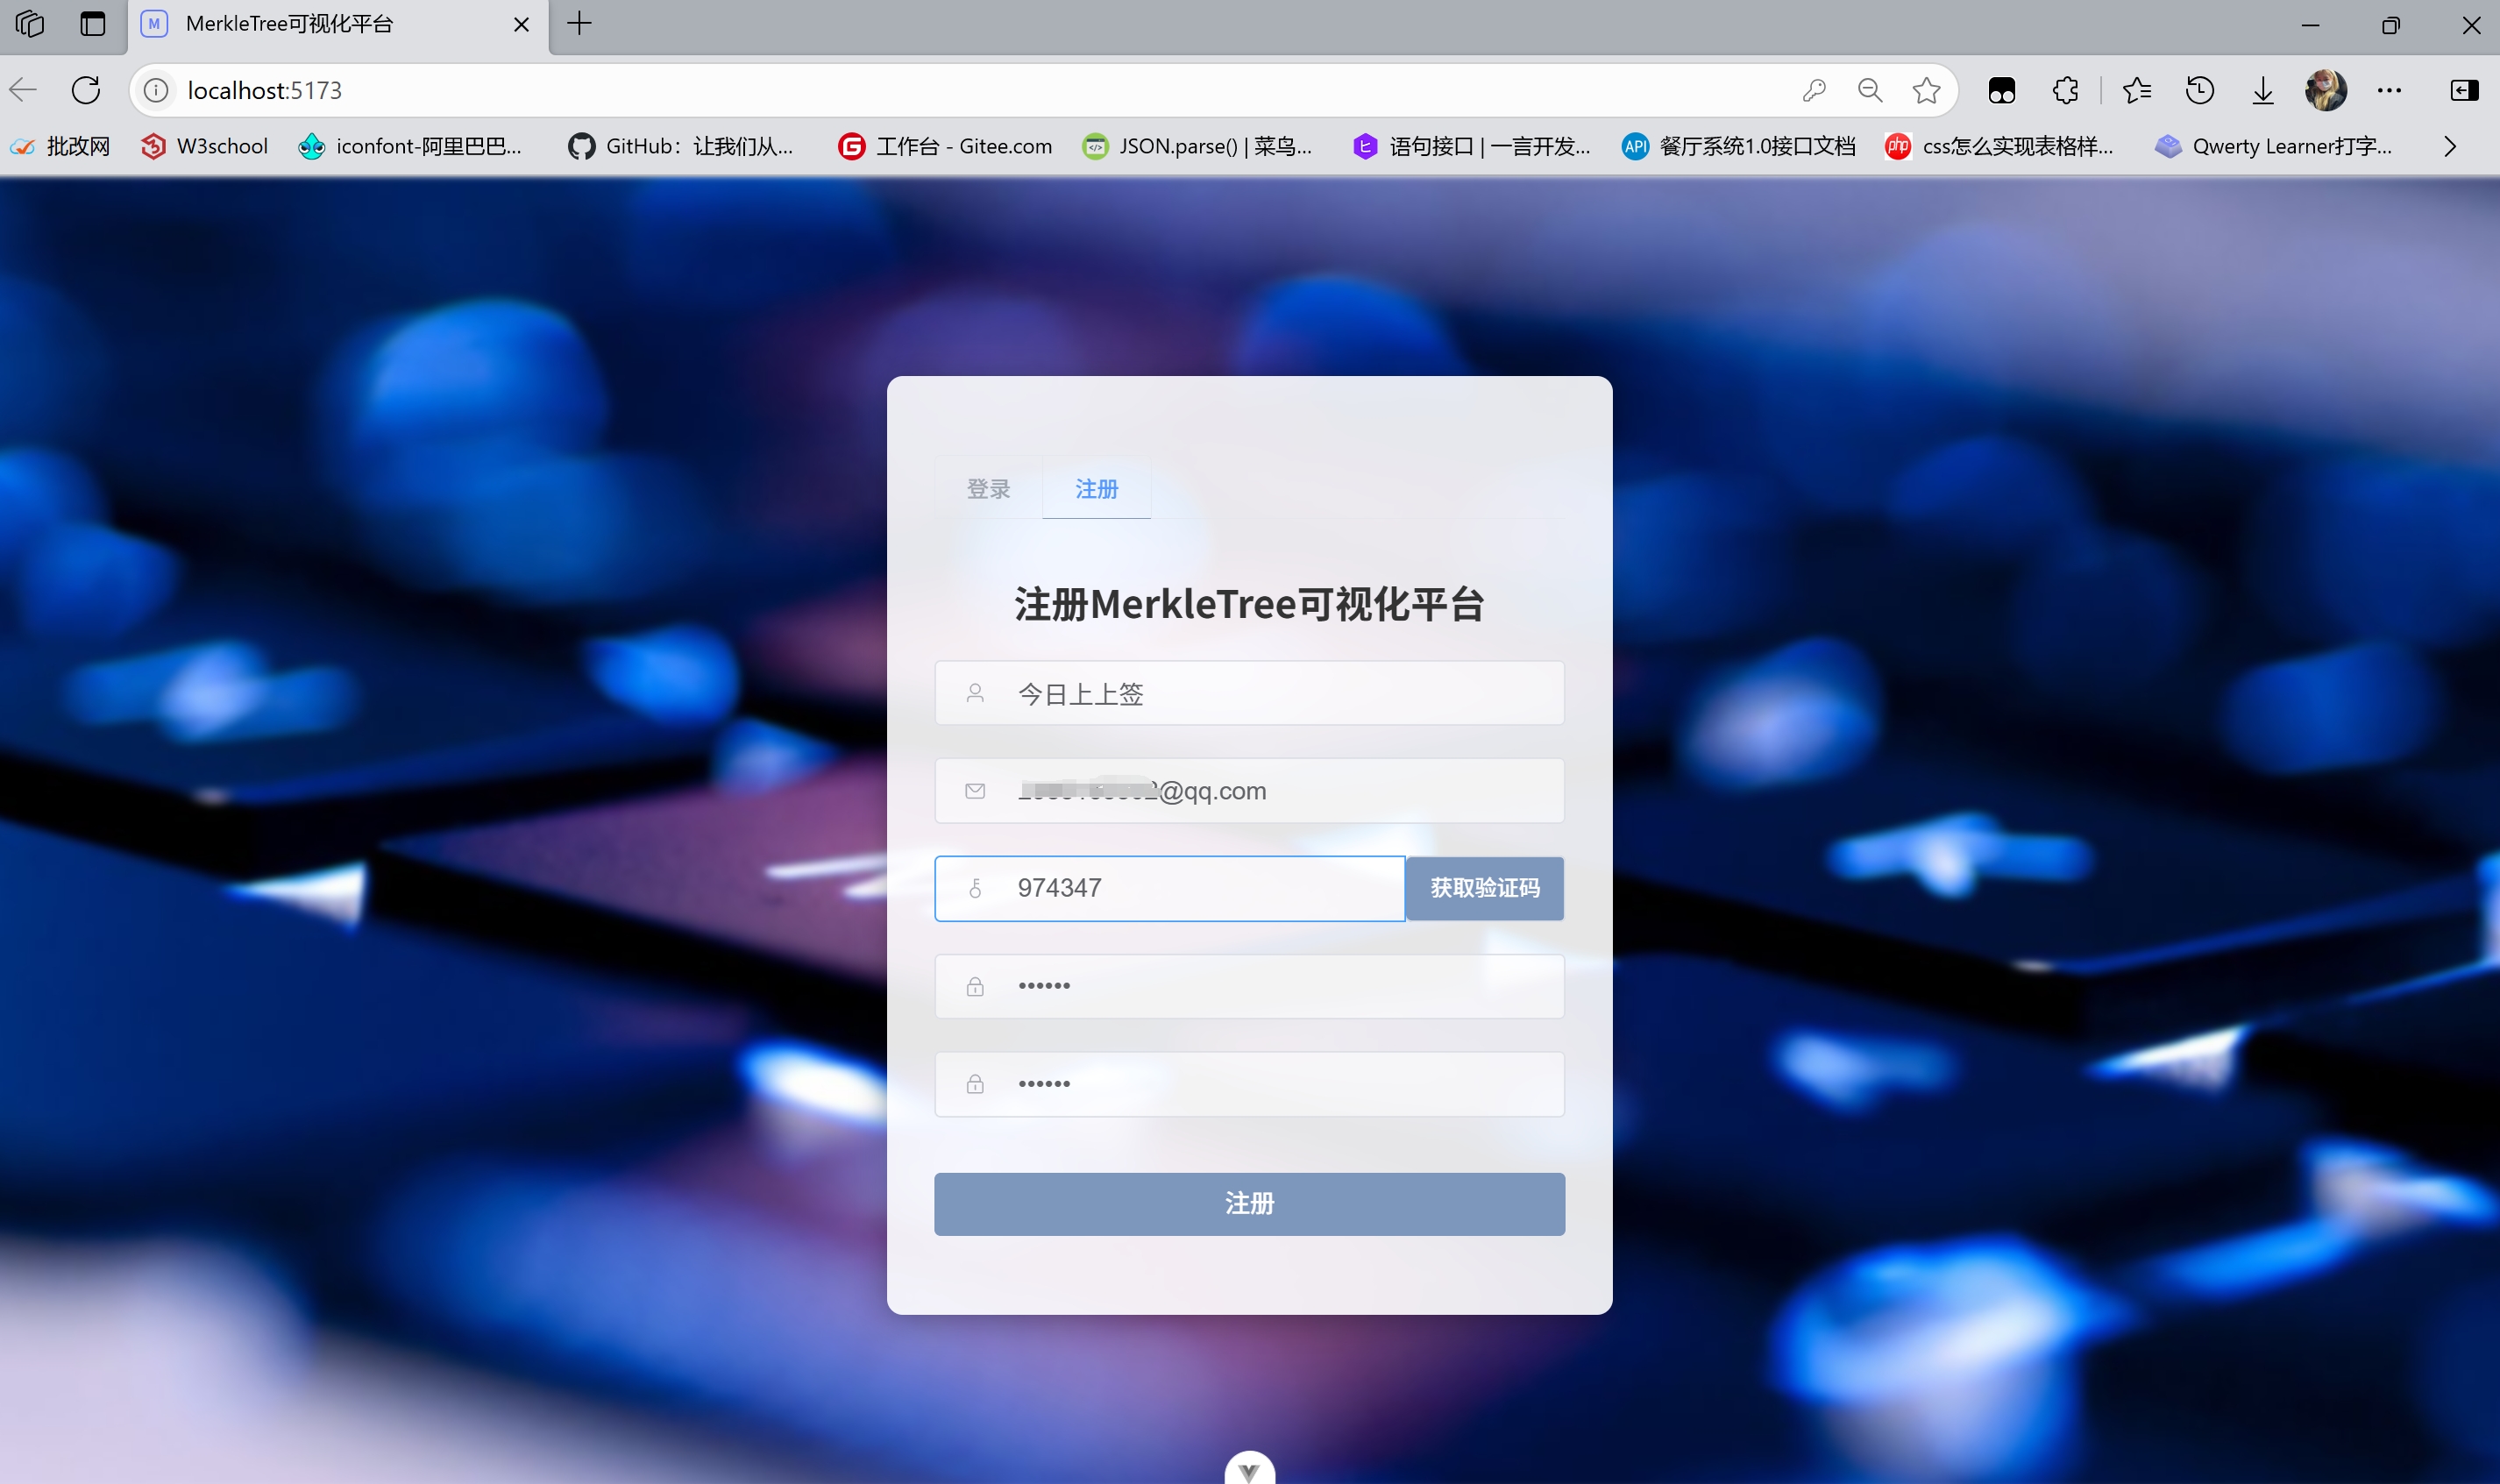 M MerkleTree可视化平台
localhost:5173
批改网 W3school iconfont-阿里巴巴... GitHub：让我们从... G 工作台 - Gitee.com JSON.parse() | 菜鸟... 语句接口 | 一言开发... API 餐厅系统1.0接口文档 php css怎么实现表格样... Qwerty Learner打字...
登录 注册
注册MerkleTree可视化平台
今日上上签
@qq.com
974347 获取验证码
••••••
••••••
注册